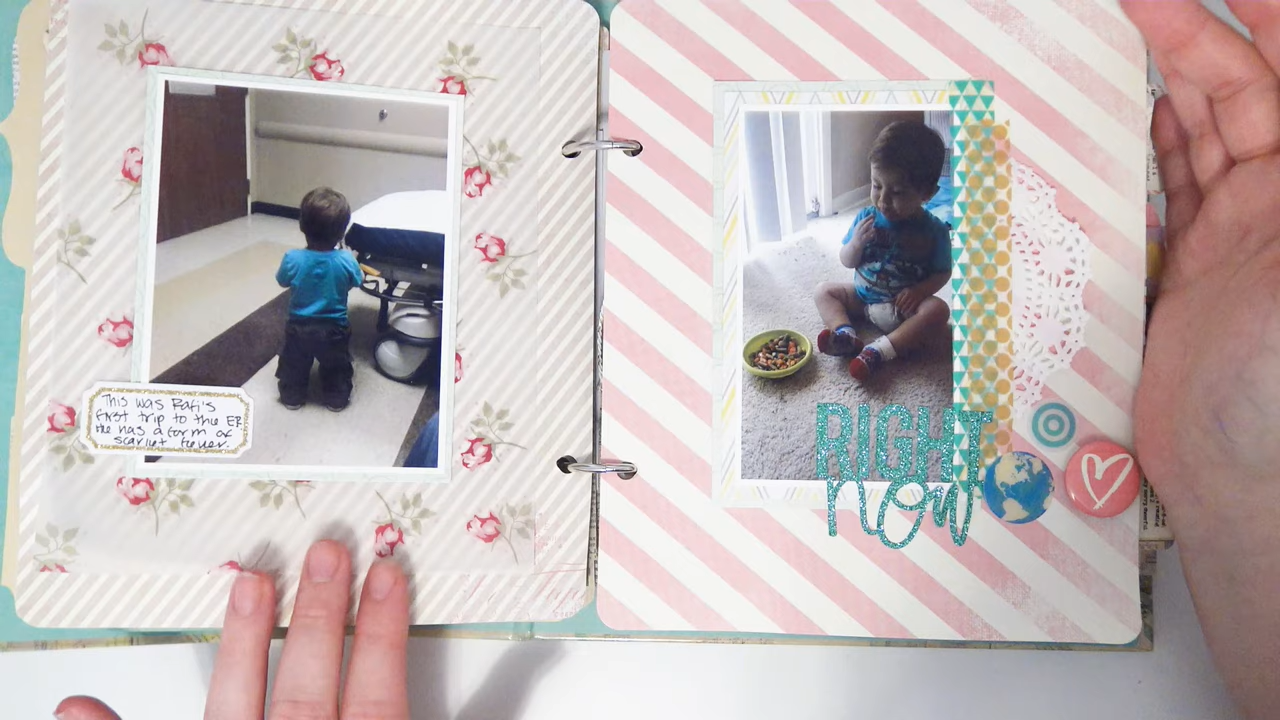 This was Rafi's
first trip to the ER.
He has a form of
scarlet fever.
RIGHT
now